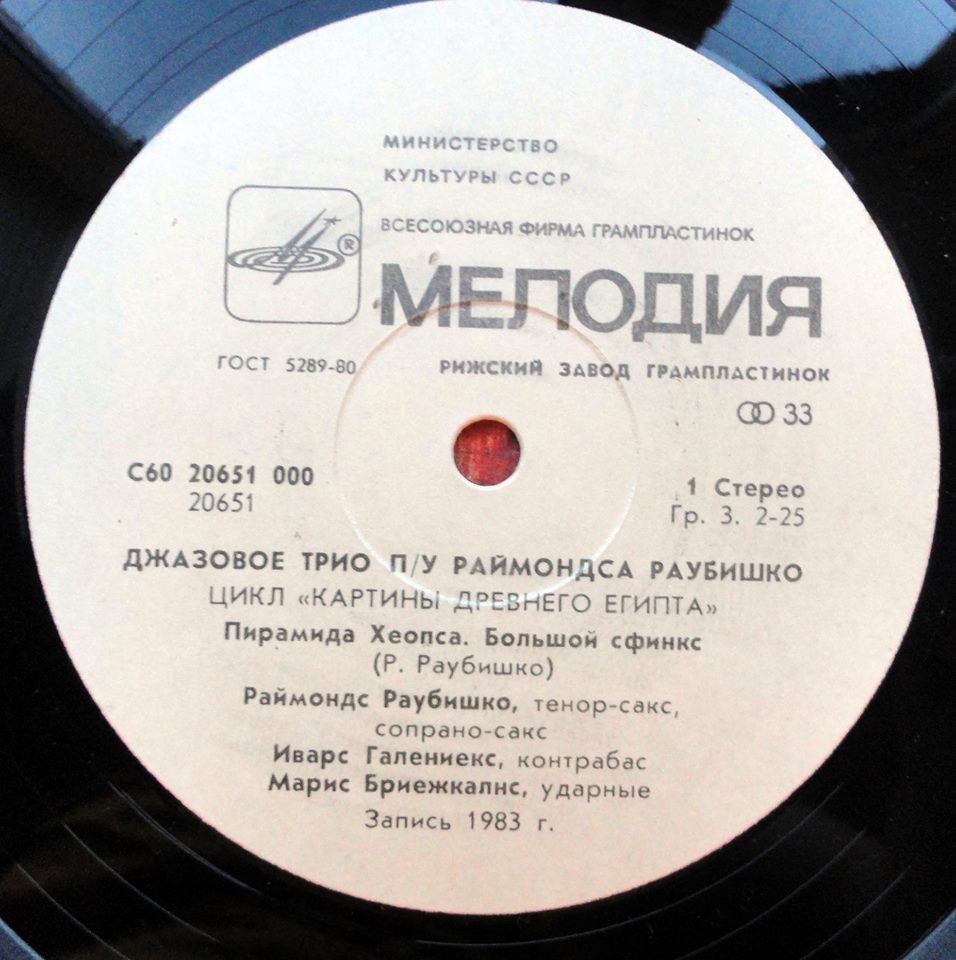 МИНИСТЕРСТВО
КУЛЬТУРЫ СССР
ВСЕСОЮЗНАЯ ФИРМА ГРАМПЛАСТИНОК
®
МЕЛОДИЯ
ГОСТ 5289-80
РИЖСКИЙ ЗАВОД ГРАМПЛАСТИНОК
33
С60 20651 000
20651
1 Стерео
Гр. 3. 2-25
ДЖАЗОВОЕ ТРИО П/У РАЙМОНДСА РАУБИШКО
ЦИКЛ «КАРТИНЫ ДРЕВНЕГО ЕГИПТА»
Пирамида Хеопса. Большой сфинкс
(Р. Раубишко)
Раймондс Раубишко, тенор-сакс,
сопрано-сакс
Иварс Галениекс, контрабас
Марис Бриежкалнс, ударные
Запись 1983 г.